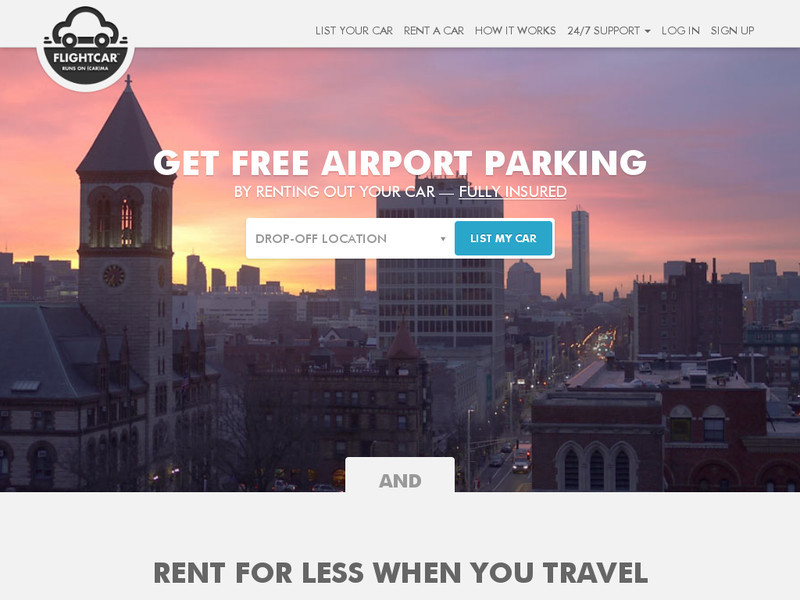 LIST YOUR CAR RENT A CAR HOW IT WORKS 24/7 SUPPORT LOG IN SIGN UP
FLIGHTCAR™
RUNS ON ICARMA
GET FREE AIRPORT PARKING
BY RENTING OUT YOUR CAR — FULLY INSURED
DROP-OFF LOCATION LIST MY CAR
AND
RENT FOR LESS WHEN YOU TRAVEL